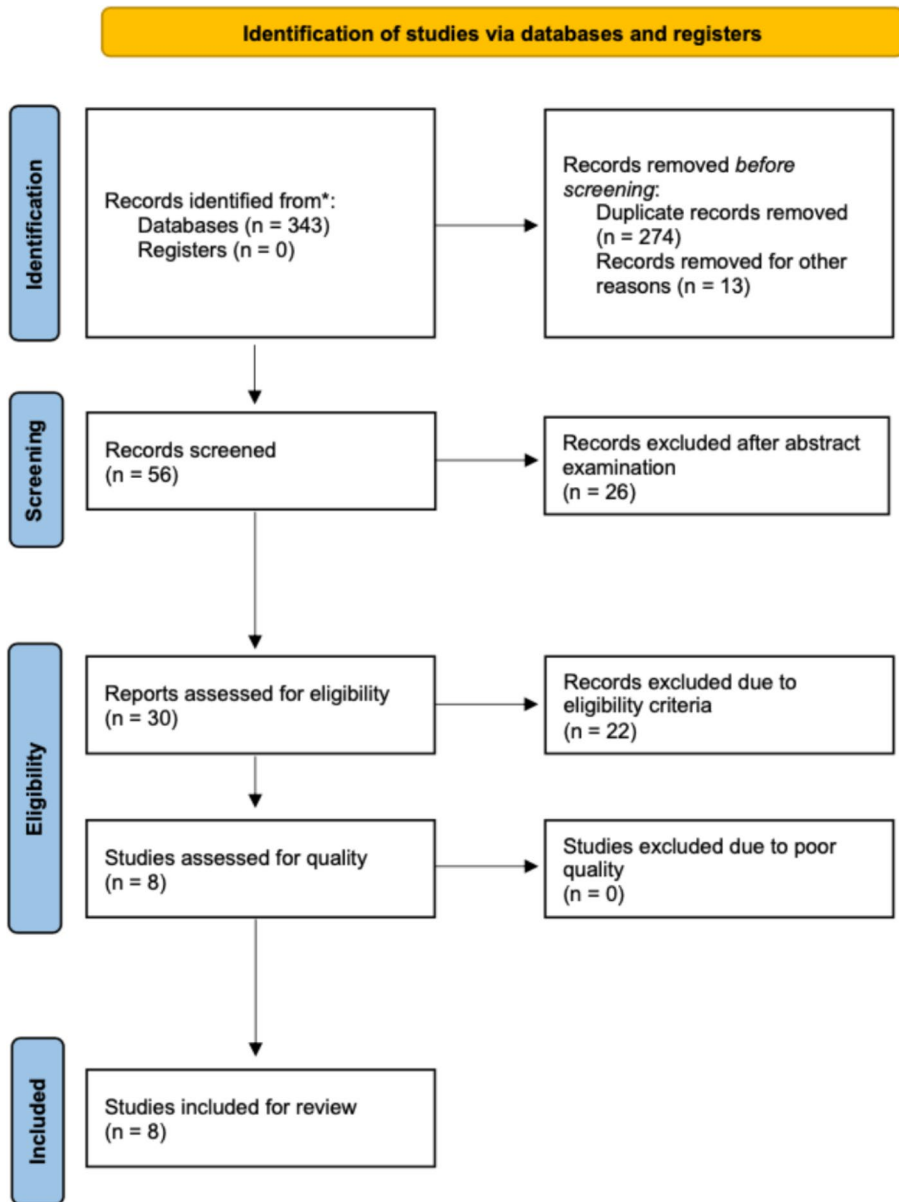 Identification of studies via databases and registers
Identification
Records identified from*:
Databases (n = 343)
Registers (n = 0)
Records removed before
screening:
Duplicate records removed
(n = 274)
Records removed for other
reasons (n = 13)
Screening
Records screened
(n = 56)
Records excluded after abstract
examination
(n = 26)
Eligibility
Reports assessed for eligibility
(n = 30)
Records excluded due to
eligibility criteria
(n = 22)
Studies assessed for quality
(n = 8)
Studies excluded due to poor
quality
(n = 0)
Included
Studies included for review
(n = 8)